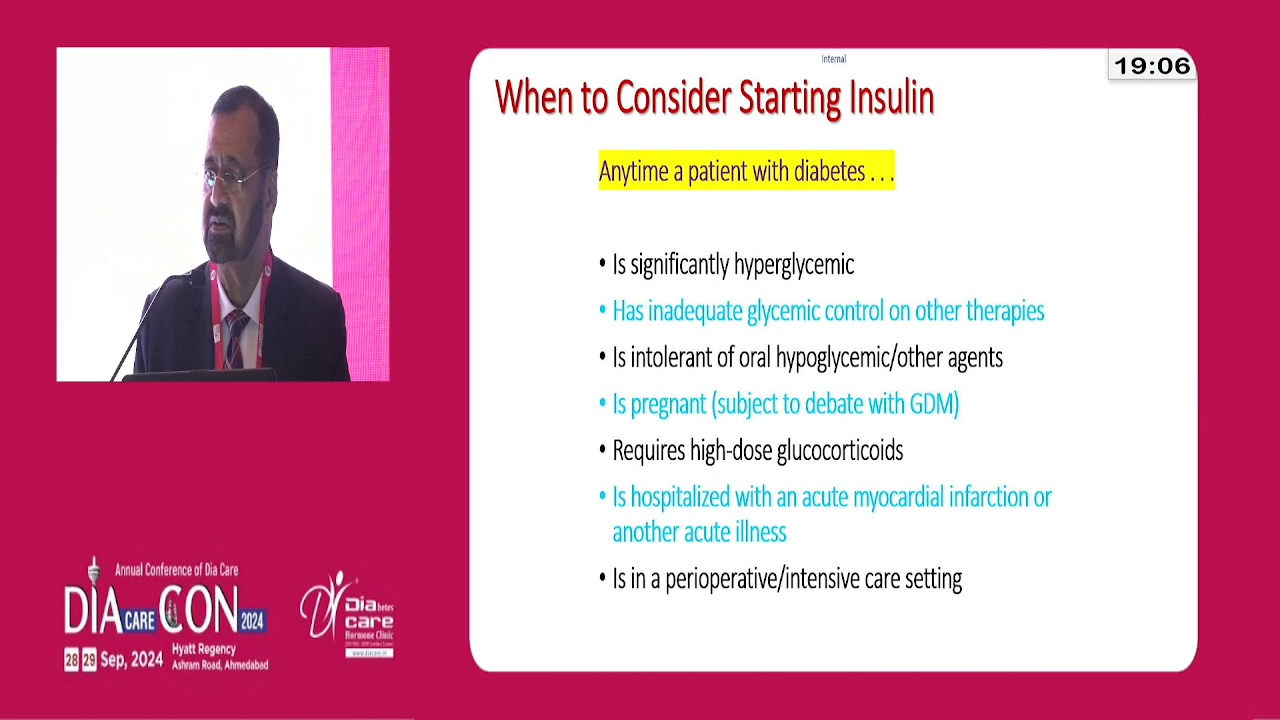 Internal
19:06
When to Consider Starting Insulin
Anytime a patient with diabetes . . .
• Is significantly hyperglycemic
• Has inadequate glycemic control on other therapies
• Is intolerant of oral hypoglycemic/other agents
• Is pregnant (subject to debate with GDM)
• Requires high-dose glucocorticoids
• Is hospitalized with an acute myocardial infarction or
another acute illness
• Is in a perioperative/intensive care setting
Annual Conference of Dia Care
DIA CARE CON 2024
28 29 Sep, 2024
Hyatt Regency
Ashram Road, Ahmedabad
Diabetes
care
Hormone Clinic
www.diacare.in